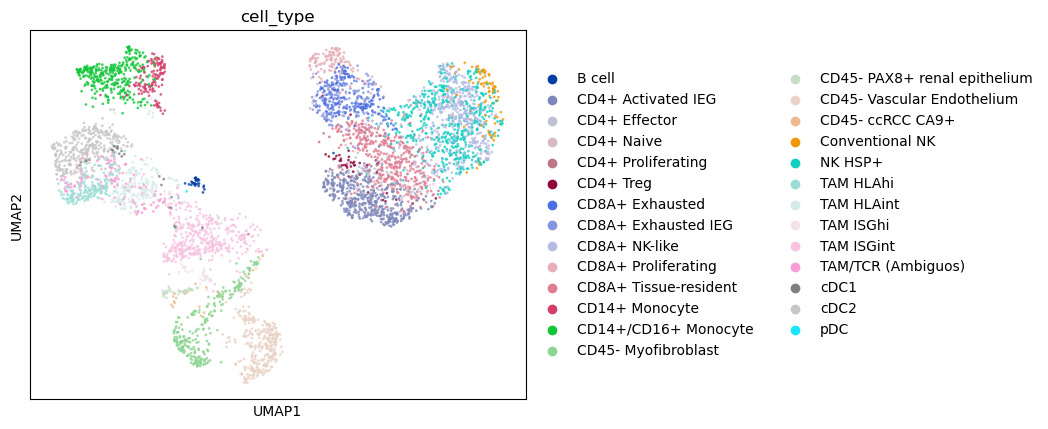 cell_type
UMAP2
UMAP1
B cell
CD4+ Activated IEG
CD4+ Effector
CD4+ Naive
CD4+ Proliferating
CD4+ Treg
CD8A+ Exhausted
CD8A+ Exhausted IEG
CD8A+ NK-like
CD8A+ Proliferating
CD8A+ Tissue-resident
CD14+ Monocyte
CD14+/CD16+ Monocyte
CD45- Myofibroblast
CD45- PAX8+ renal epithelium
CD45- Vascular Endothelium
CD45- ccRCC CA9+
Conventional NK
NK HSP+
TAM HLAhi
TAM HLAint
TAM ISGhi
TAM ISGint
TAM/TCR (Ambiguos)
cDC1
cDC2
pDC